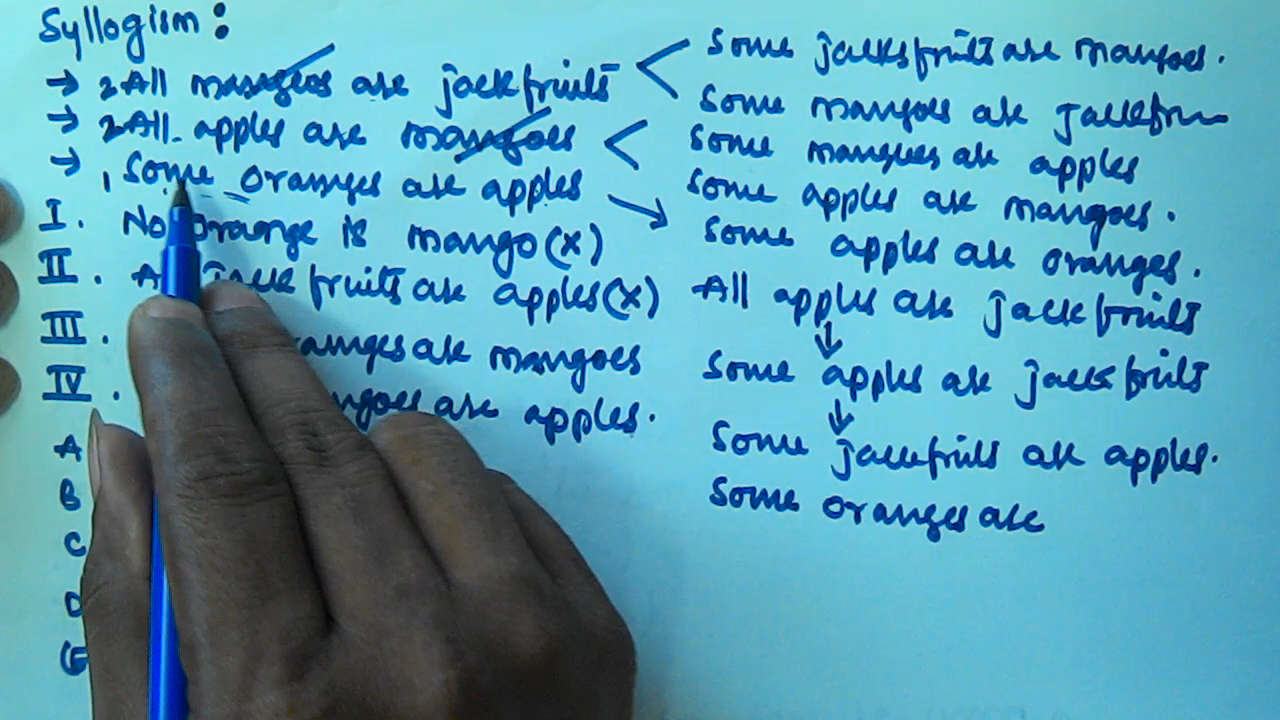 Syllogism :
→ 2 All mangoes are jackfruits
→ 2 All apples are mangoes
→ 1 Some Oranges are apples
I. No orange is mango (x)
II. jack fruits are apples (x)
III. are mangoes
IV. are apples.
A
B
C
D
E
Some jacksfruits are mangoes.
Some mangoes are
Some mangoes are apples
Some apples are mangoes.
Some apples are oranges.
All apples are jackfruits
Some apples are jackfruits
Some jackfruits are apples.
Some oranges are